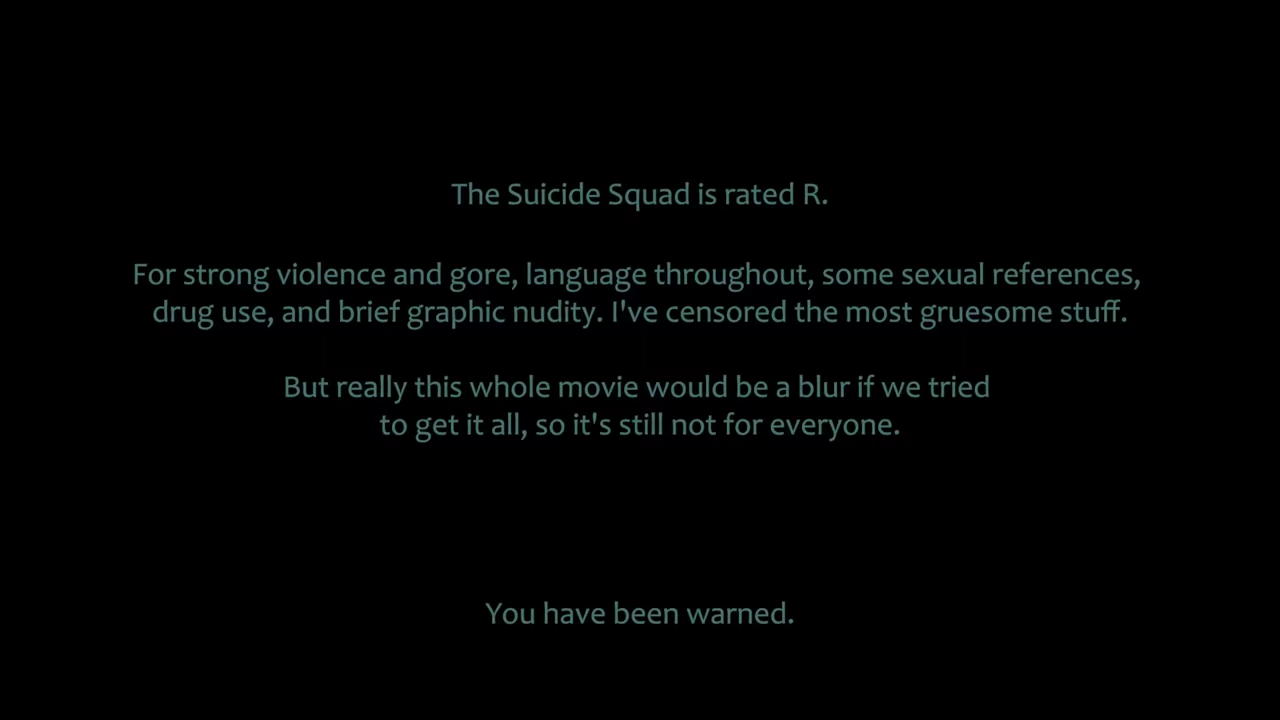 The Suicide Squad is rated R.
For strong violence and gore, language throughout, some sexual references,
drug use, and brief graphic nudity. I've censored the most gruesome stuff.
But really this whole movie would be a blur if we tried
to get it all, so it's still not for everyone.
You have been warned.